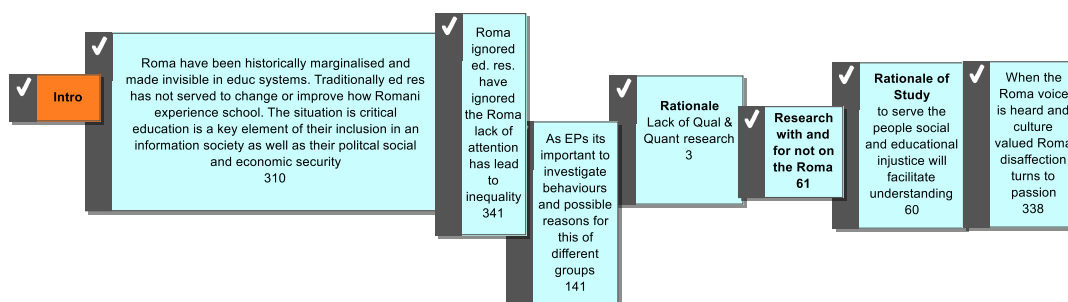 Intro
Roma have been historically marginalised and
made invisible in educ systems. Traditionally ed res
has not served to change or improve how Romani
experience school. The situation is critical
education is a key element of their inclusion in an
information society as well as their politcal social
and economic security
310
Roma
ignored
ed. res.
have
ignored
the Roma
lack of
attention
has lead
to
inequality
341
As EPs its
important to
investigate
behaviours
and possible
reasons for
this of
different
groups
141
Rationale
Lack of Qual &
Quant research
3
Research
with and
for not on
the Roma
61
Rationale of
Study
to serve the
people social
and educational
injustice will
facilitate
understanding
60
When the
Roma voice
is heard and
culture
valued Roma
disaffection
turns to
passion
338